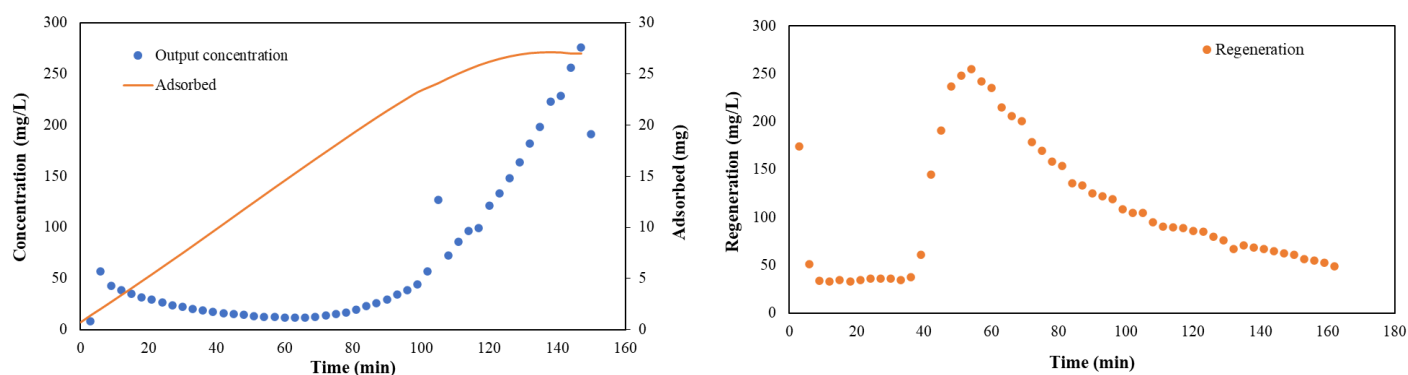 Concentration (mg/L)
300
250
200
150
100
50
0
Output concentration
Adsorbed
30
25
20
15
10
5
0
Adsorbed (mg)
0 20 40 60 80 100 120 140 160
Time (min)
Regeneration (mg/L)
300
250
200
150
100
50
0
Regeneration
0 20 40 60 80 100 120 140 160 180
Time (min)